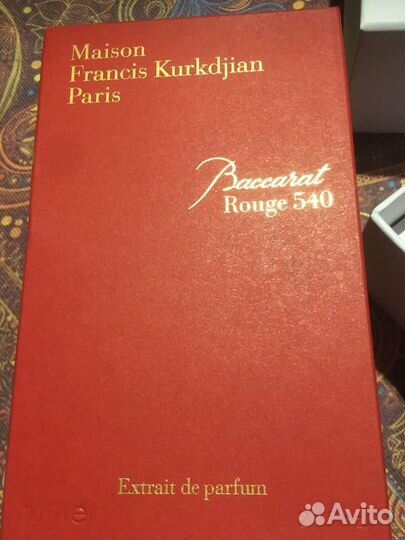 Maison
Francis Kurkdjian
Paris
Baccarat
Rouge 540
Extrait de parfum
Avito